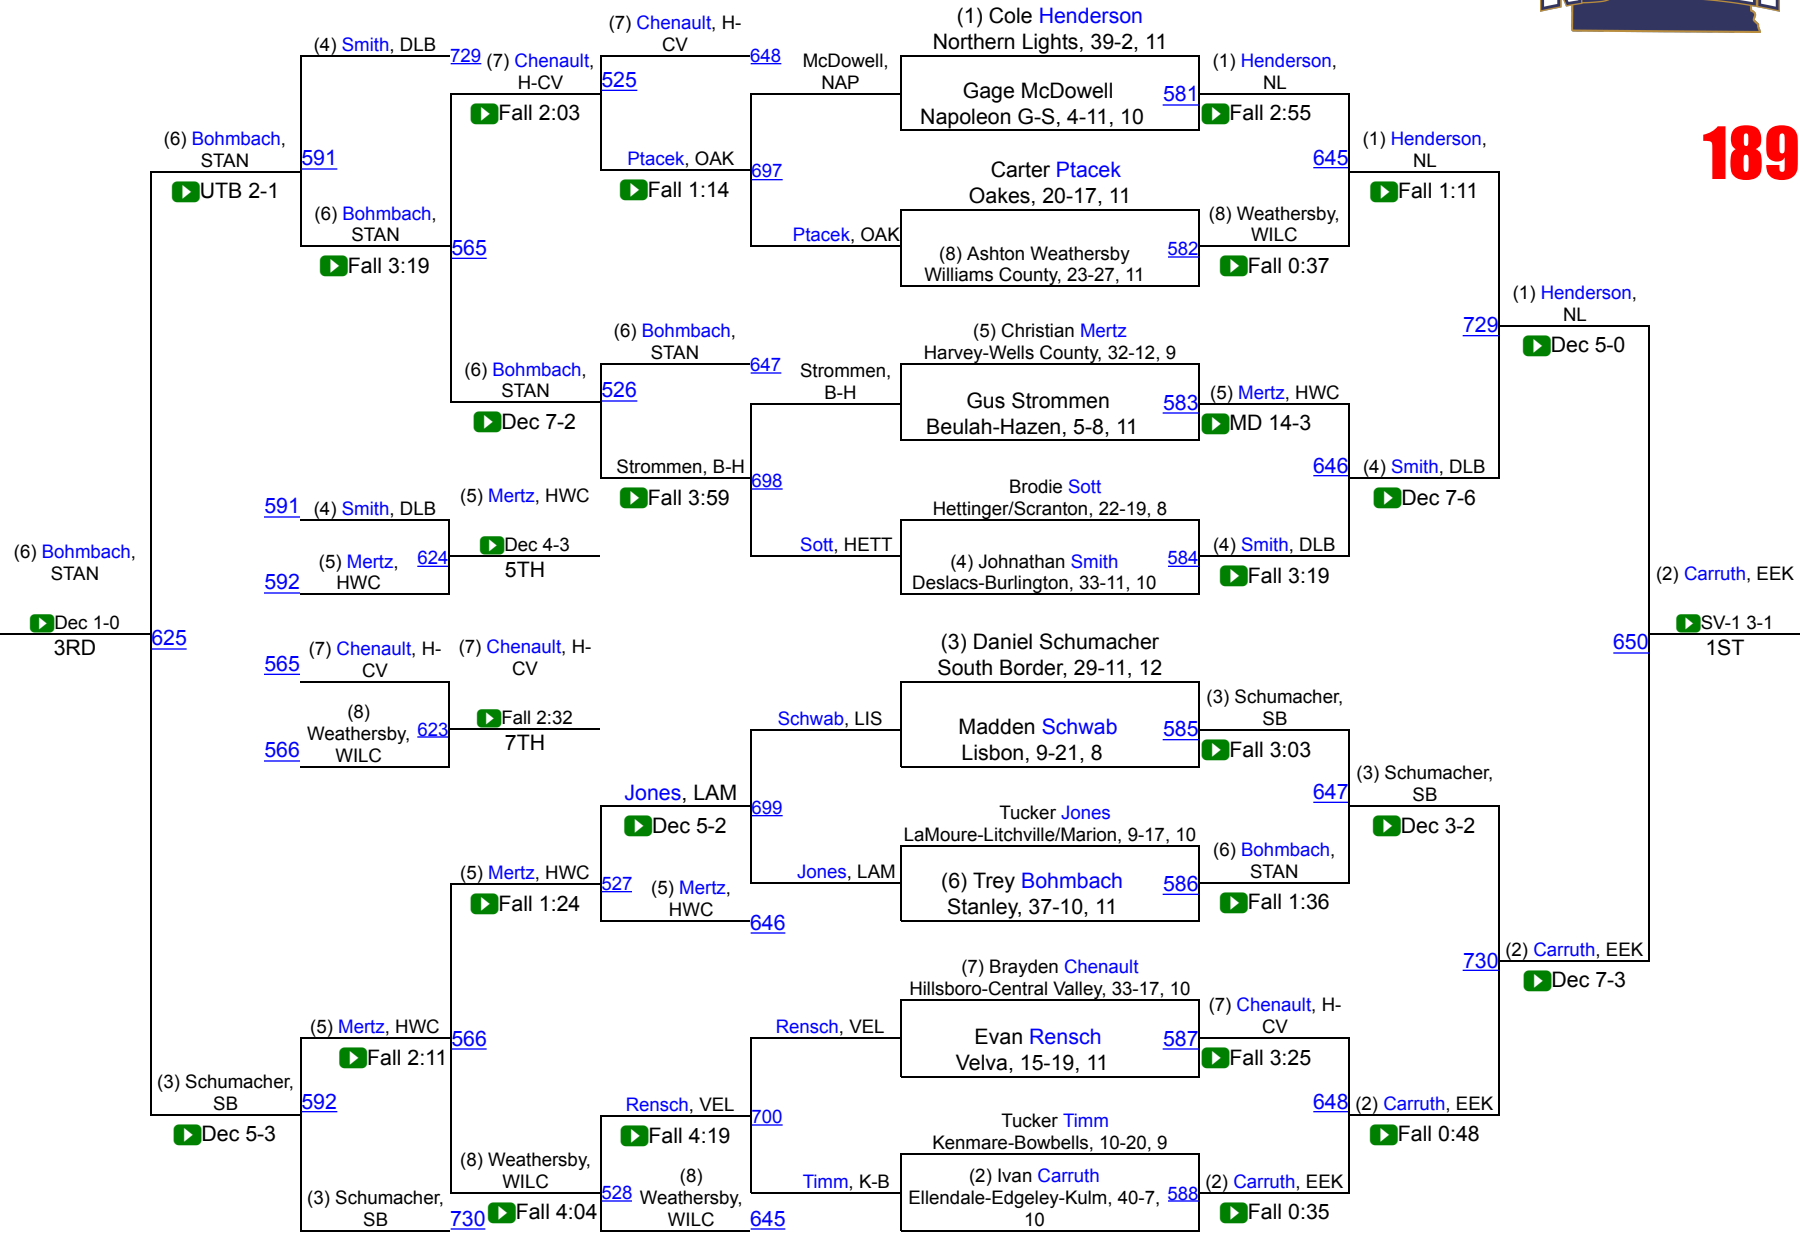 (4) Smith, DLB
729
(6) Bohmbach,
STAN
UTB 2-1
591
(6) Bohmbach,
STAN
Fall 3:19
(7) Chenault,
H-CV
Fall 2:03
565
(6) Bohmbach,
STAN
Dec 7-2
(7) Chenault, H-
CV
648
525
Ptacek, OAK
Fall 1:14
(6) Bohmbach,
STAN
647
526
Strommen, B-H
Fall 3:59
McDowell,
NAP
697
Ptacek, OAK
Strommen,
B-H
698
Sott, HETT
(1) Cole Henderson
Northern Lights, 39-2, 11
Gage McDowell
Napoleon G-S, 4-11, 10
581
Carter Ptacek
Oakes, 20-17, 11
(8) Ashton Weathersby
Williams County, 23-27, 11
582
(5) Christian Mertz
Harvey-Wells County, 32-12, 9
Gus Strommen
Beulah-Hazen, 5-8, 11
583
Brodie Sott
Hettinger/Scranton, 22-19, 8
(4) Johnathan Smith
Deslacs-Burlington, 33-11, 10
584
(1) Henderson,
NL
Fall 2:55
645
(8) Weathersby,
WILC
Fall 0:37
(5) Mertz, HWC
MD 14-3
646
(4) Smith, DLB
Fall 3:19
(1) Henderson,
NL
Fall 1:11
729
(4) Smith, DLB
Dec 7-6
(1) Henderson,
NL
Dec 5-0
189
591
(4) Smith, DLB
592
(5) Mertz,
HWC
624
(5) Mertz, HWC
Dec 4-3
5TH
(6) Bohmbach,
STAN
Dec 1-0
3RD
625
565
(7) Chenault, H-
CV
566
(8)
Weathersby,
WILC
623
(7) Chenault, H-
CV
Fall 2:32
7TH
(2) Carruth, EEK
SV-1 3-1
1ST
650
(3) Daniel Schumacher
South Border, 29-11, 12
Madden Schwab
Lisbon, 9-21, 8
585
Tucker Jones
LaMoure-Litchville/Marion, 9-17, 10
(6) Trey Bohmbach
Stanley, 37-10, 11
586
(7) Brayden Chenault
Hillsboro-Central Valley, 33-17, 10
Evan Rensch
Velva, 15-19, 11
587
Tucker Timm
Kenmare-Bowbells, 10-20, 9
(2) Ivan Carruth
Ellendale-Edgeley-Kulm, 40-7,
10
588
(3) Schumacher,
SB
Fall 3:03
647
(6) Bohmbach,
STAN
Fall 1:36
(7) Chenault, H-
CV
Fall 3:25
648
(2) Carruth, EEK
Fall 0:35
(3) Schumacher,
SB
Dec 3-2
730
(2) Carruth, EEK
Fall 0:48
(2) Carruth, EEK
Dec 7-3
Schwab, LIS
699
Jones, LAM
Rensch, VEL
700
Timm, K-B
Jones, LAM
Dec 5-2
527
(5) Mertz,
HWC
646
Rensch, VEL
Fall 4:19
528
(8)
Weathersby,
WILC
645
(5) Mertz, HWC
Fall 1:24
566
(8) Weathersby,
WILC
Fall 4:04
(5) Mertz, HWC
Fall 2:11
592
(3) Schumacher,
SB
730
(3) Schumacher,
SB
Dec 5-3